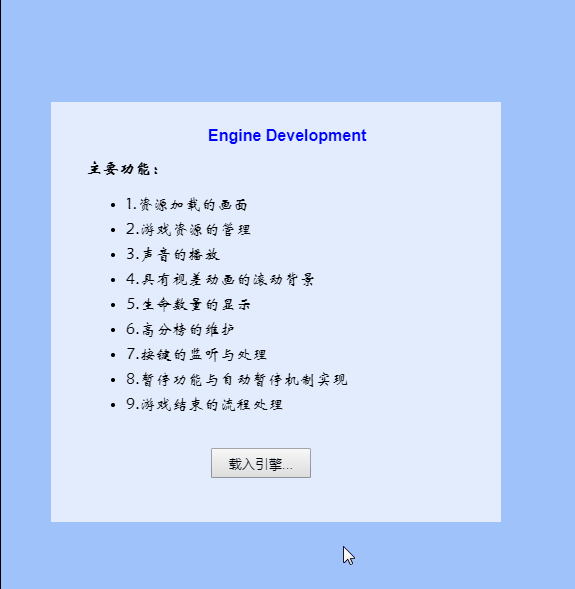 Engine Development
主要功能：
1.资源加载的画面
2.游戏资源的管理
3.声音的播放
4.具有视差动画的滚动背景
5.生命数量的显示
6.高分榜的维护
7.按键的监听与处理
8.暂停功能与自动暂停机制实现
9.游戏结束的流程处理
载入引擎...